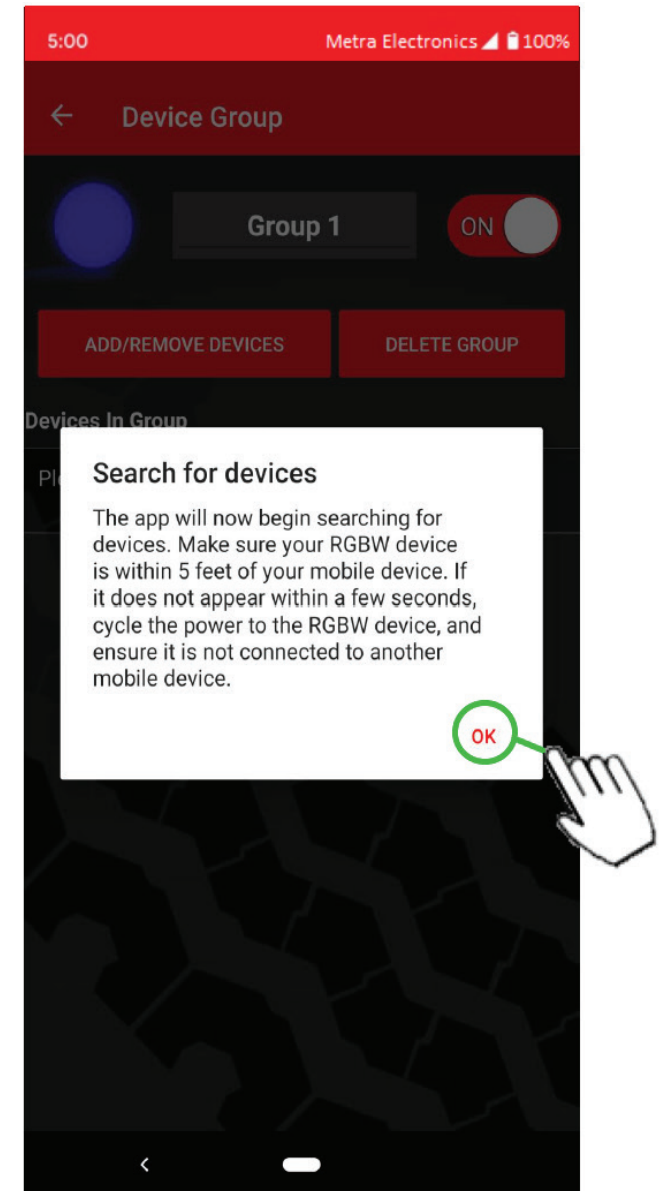 5:00 Metra Electronics 100%
Device Group
Group 1 ON
ADD/REMOVE DEVICES DELETE GROUP
Devices In Group
Search for devices
The app will now begin searching for
devices. Make sure your RGBW device
is within 5 feet of your mobile device. If
it does not appear within a few seconds,
cycle the power to the RGBW device, and
ensure it is not connected to another
mobile device.
OK